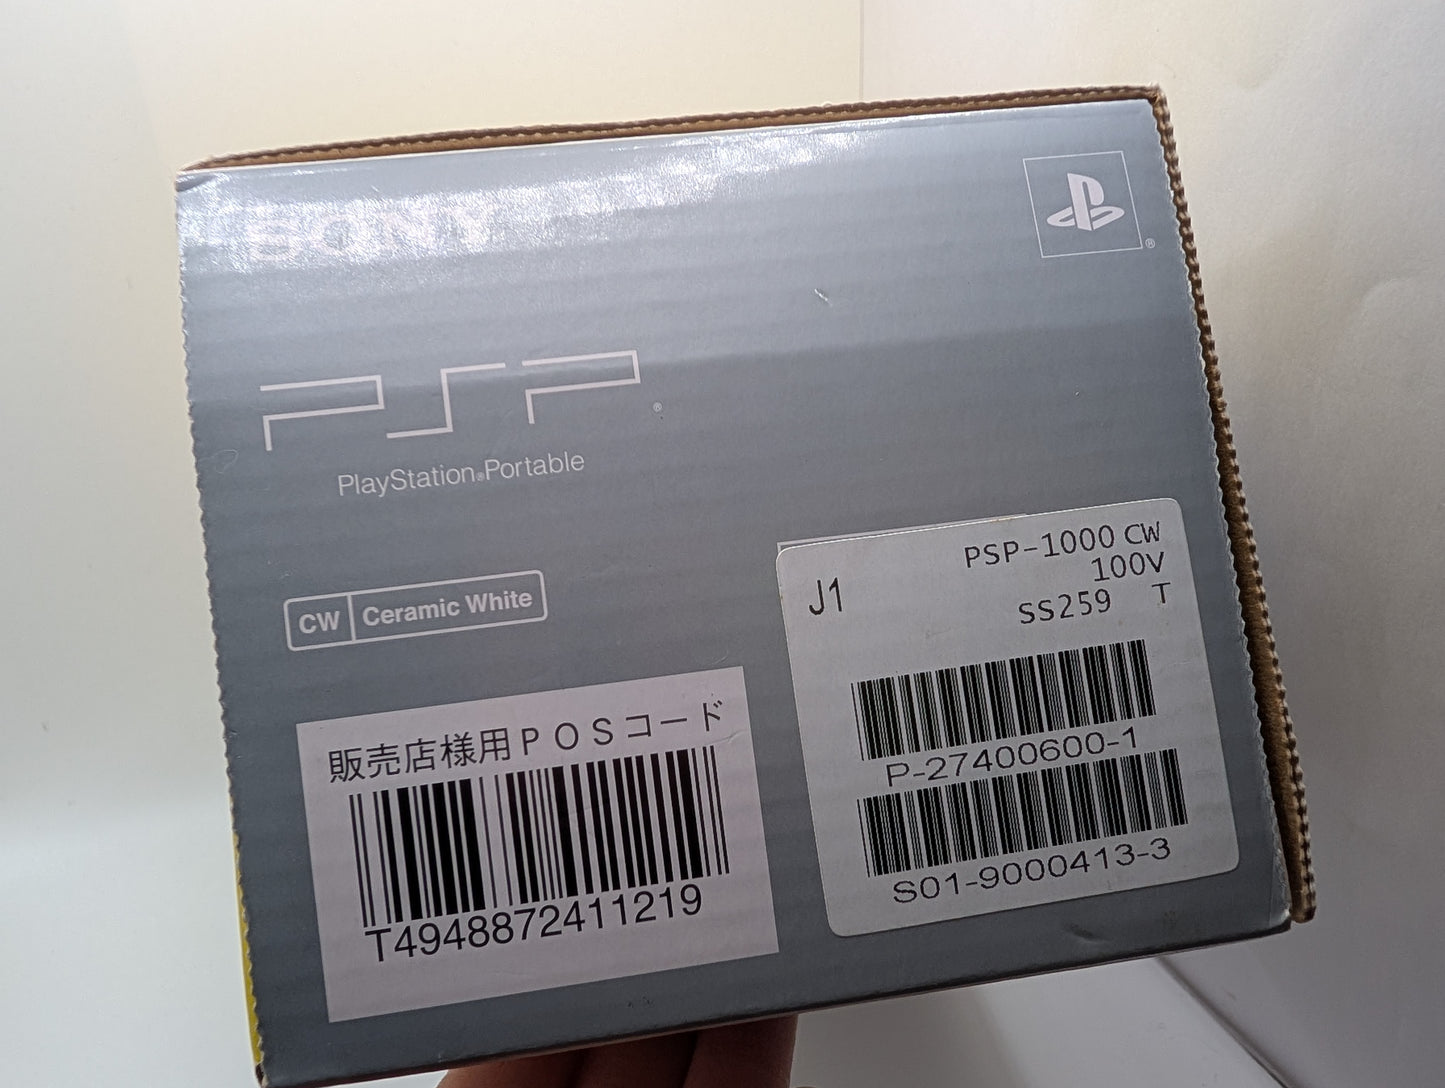 SONY
®
PSP®
PlayStation®Portable
CW Ceramic White
J1
PSP-1000 CW
100V
SS259 T
P-27400600-1
S01-9000413-3
販売店様用POSコード
T4948872411219